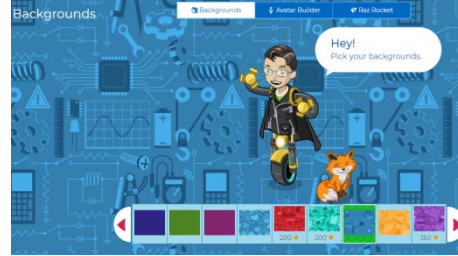 Backgrounds
Backgrounds
Avatar Builder
Raz Rocket
Hey!
Pick your backgrounds.
200
200
350